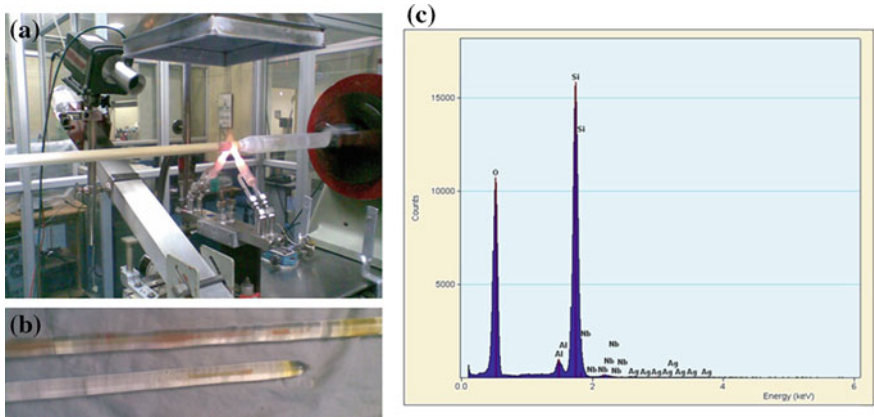 (a)
(b)
(c)
Counts
15000
10000
5000
O
Si
Si
Al
Al
Nb
Nb
Nb
Nb
Nb
Nb
Nb
Ag
Ag
Ag
Ag
Ag
Ag
Ag
Ag
0.0
2
4
6
Energy (keV)